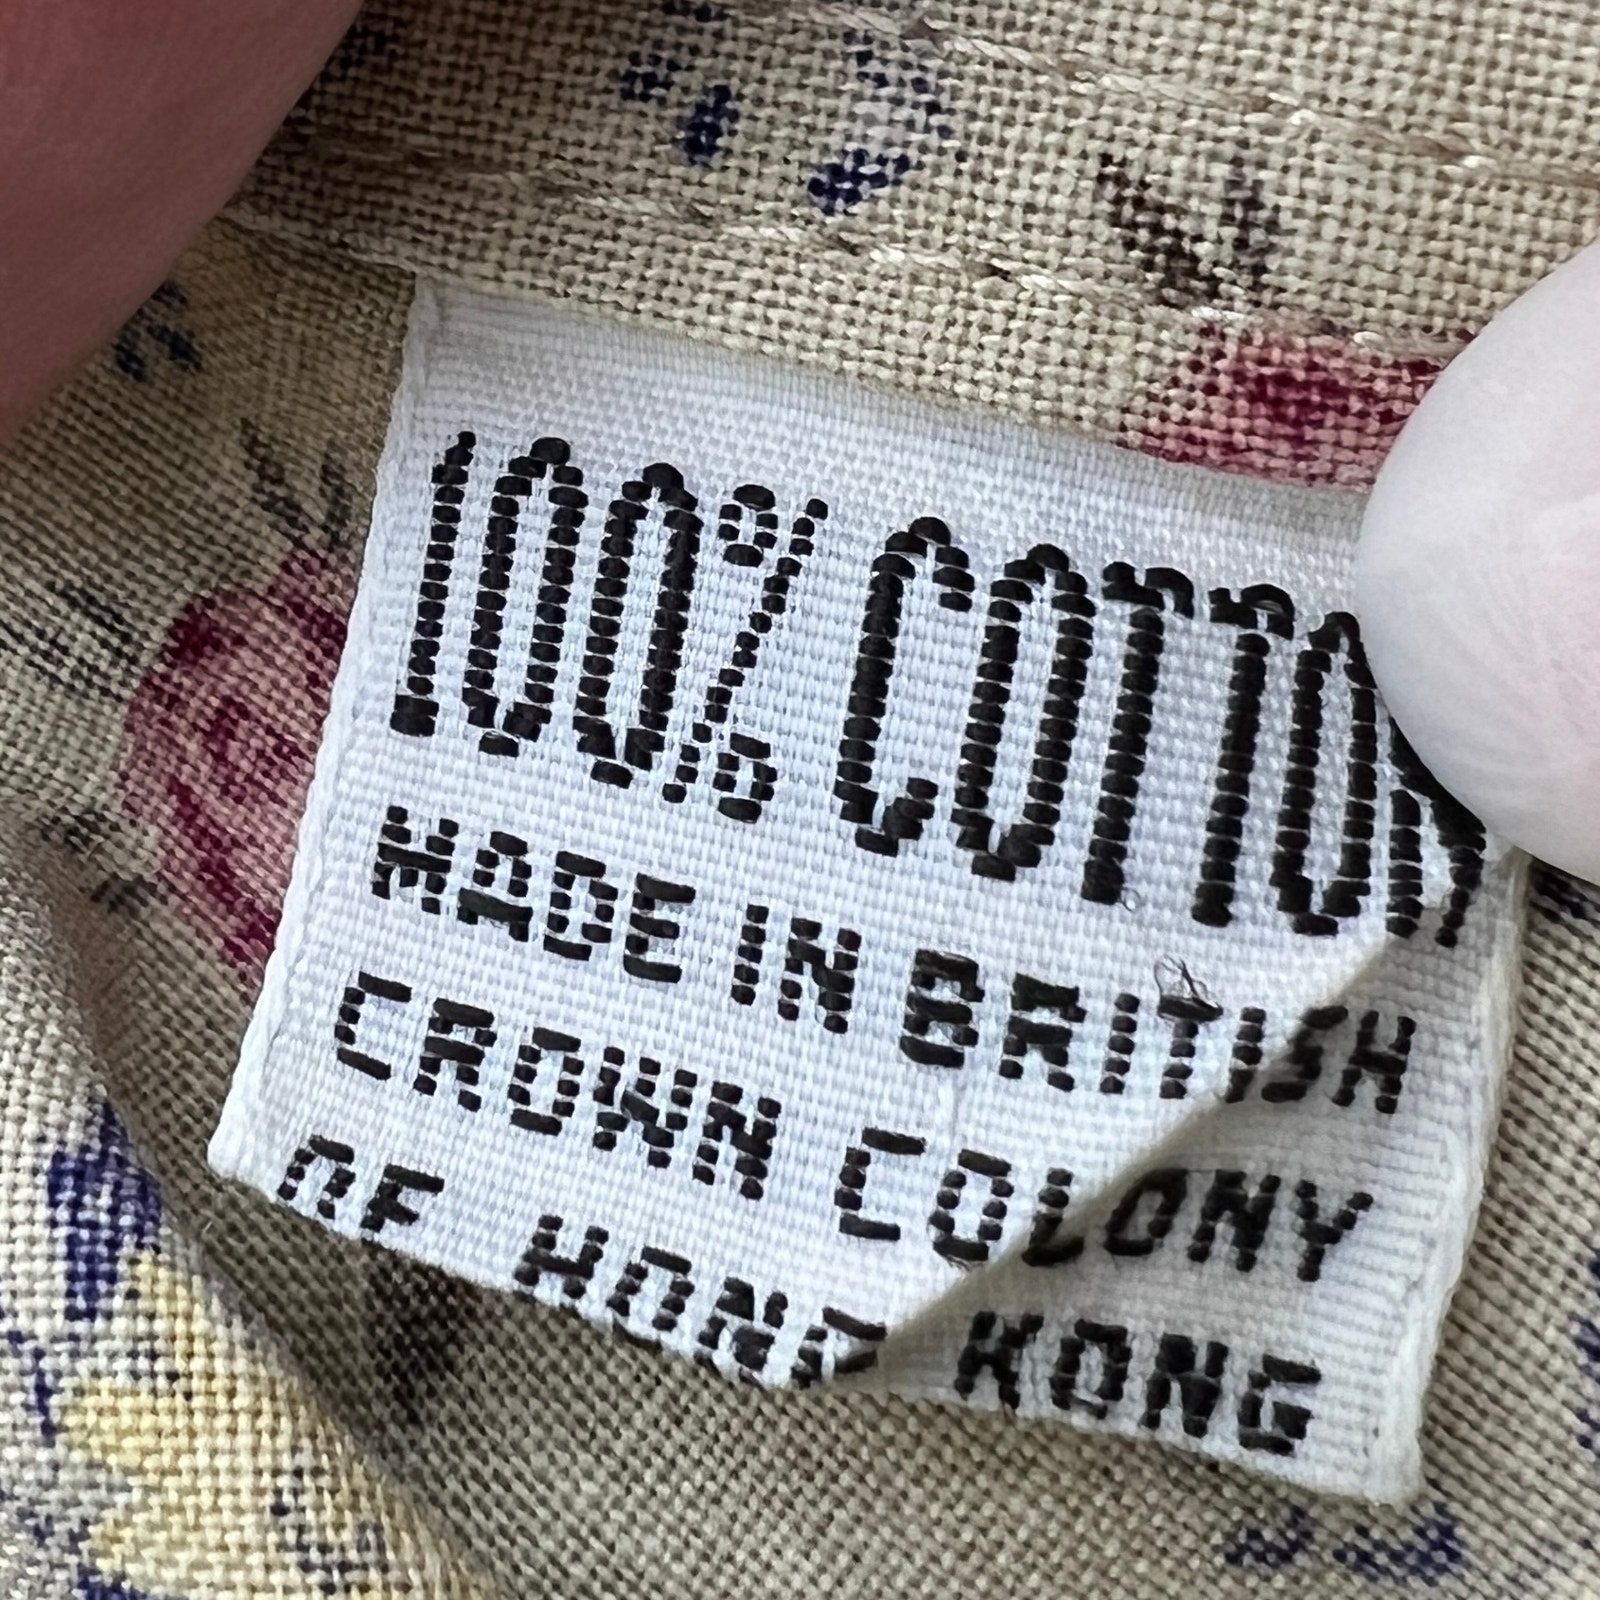 100% COTTON
MADE IN BRITISH
CROWN COLONY
OF HONG KONG